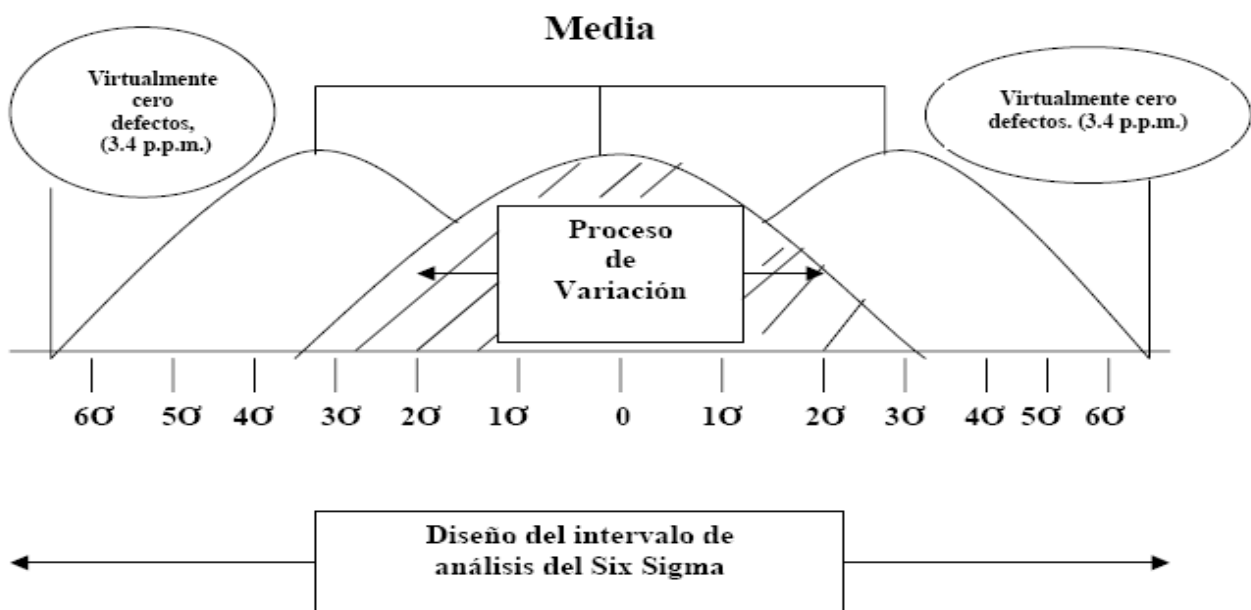 Media
Virtualmente
cero
defectos,
(3.4 p.p.m.)
Virtualmente cero
defectos. (3.4 p.p.m.)
Proceso
de
Variación
6σ 5σ 4σ 3σ 2σ 1σ 0 1σ 2σ 3σ 4σ 5σ 6σ
Diseño del intervalo de
análisis del Six Sigma